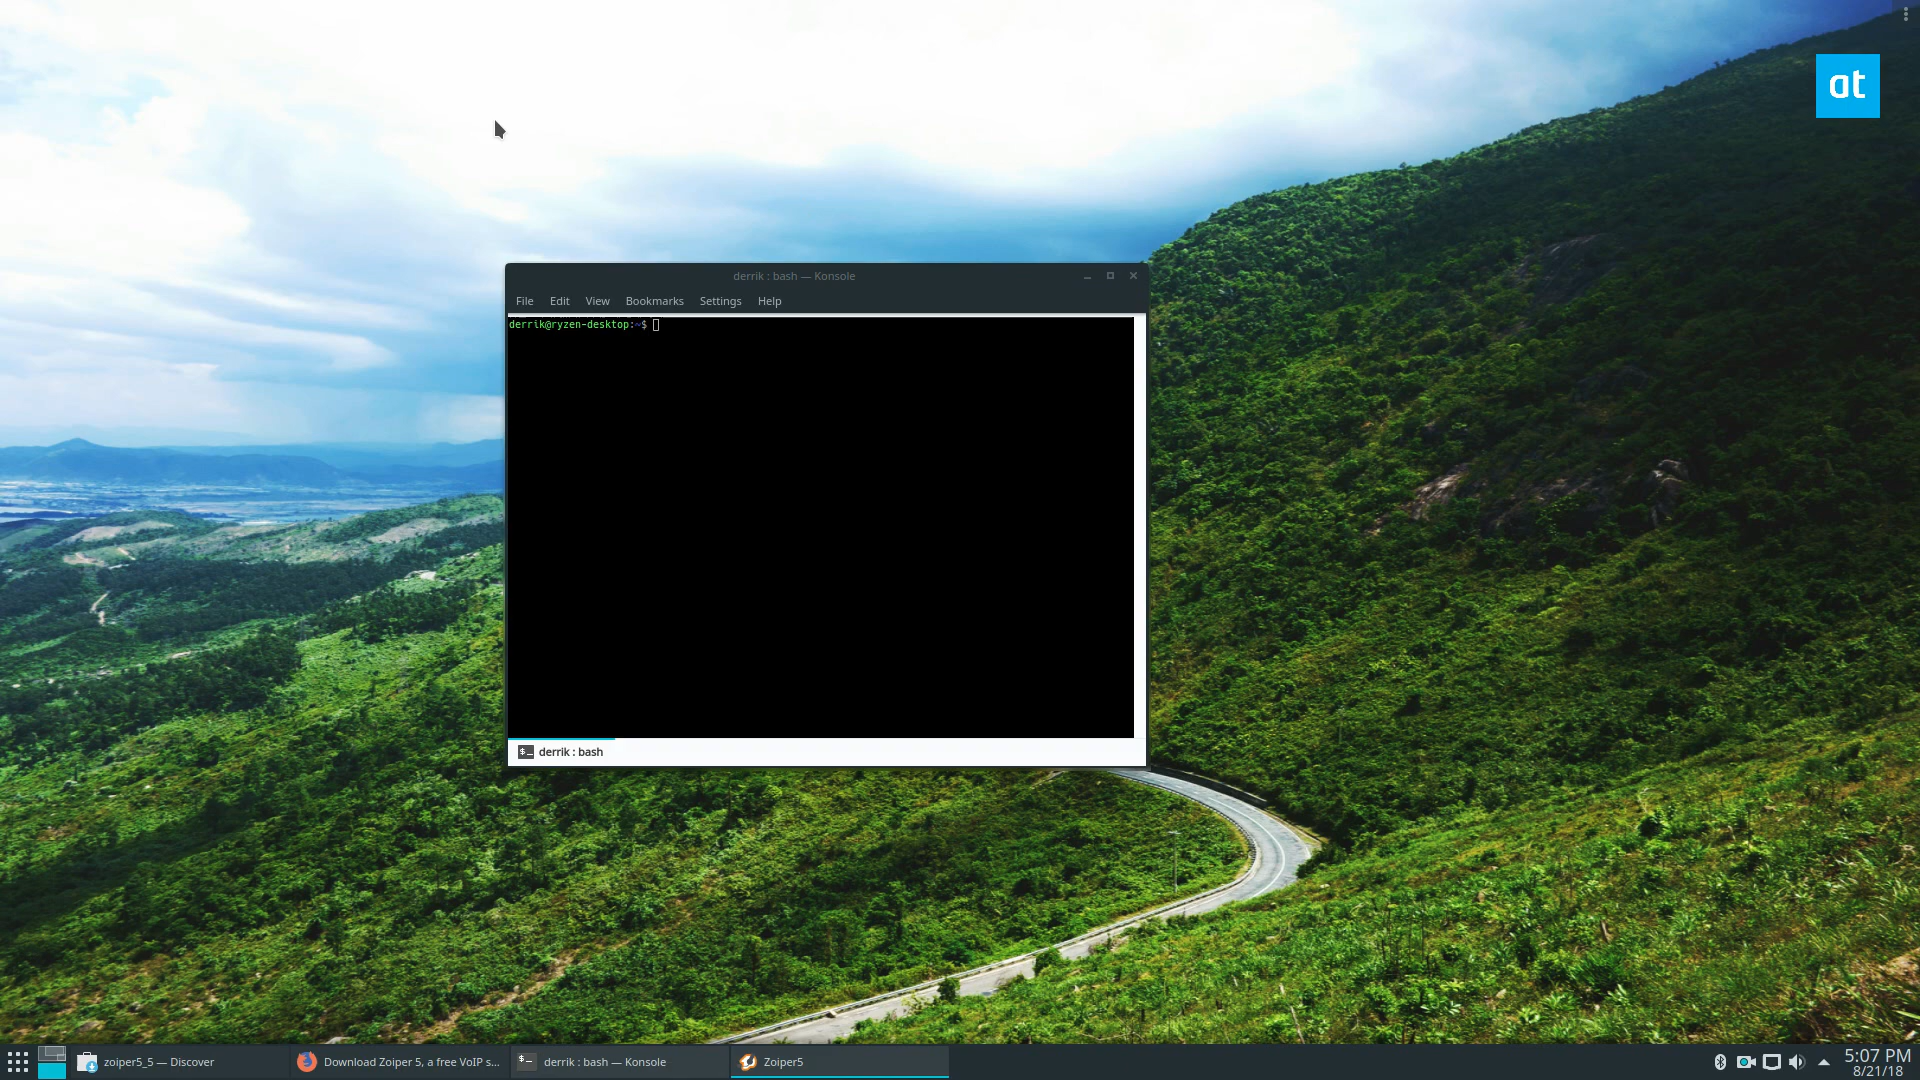 at
derrik : bash — Konsole
File Edit View Bookmarks Settings Help
derrik@ryzen-desktop:~$
derrik : bash
zoiper5_5 — Discover
Download Zoiper 5, a free VoIP s...
derrik : bash — Konsole
Zoiper5
5:07 PM
8/21/18